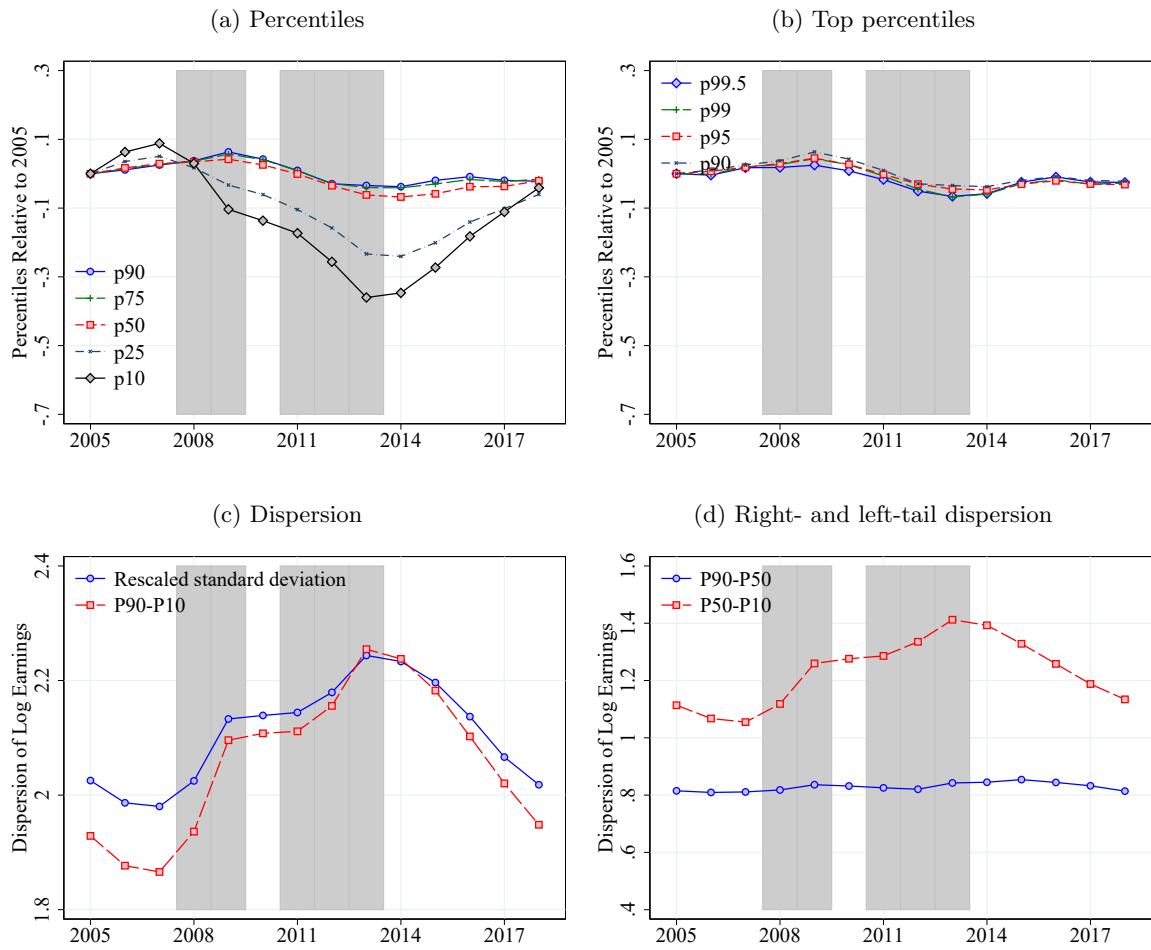 (a) Percentiles
Percentiles Relative to 2005
.3
.1
-.1
-.3
-.5
-.7
p90
p75
p50
p25
p10
2005 2008 2011 2014 2017
(b) Top percentiles
Percentiles Relative to 2005
.3
.1
-.1
-.3
-.5
-.7
p99.5
p99
p95
p90
2005 2008 2011 2014 2017
(c) Dispersion
Dispersion of Log Earnings
2.4
2.2
2
1.8
Rescaled standard deviation
P90-P10
2005 2008 2011 2014 2017
(d) Right- and left-tail dispersion
Dispersion of Log Earnings
1.6
1.4
1.2
1
.8
.6
.4
P90-P50
P50-P10
2005 2008 2011 2014 2017